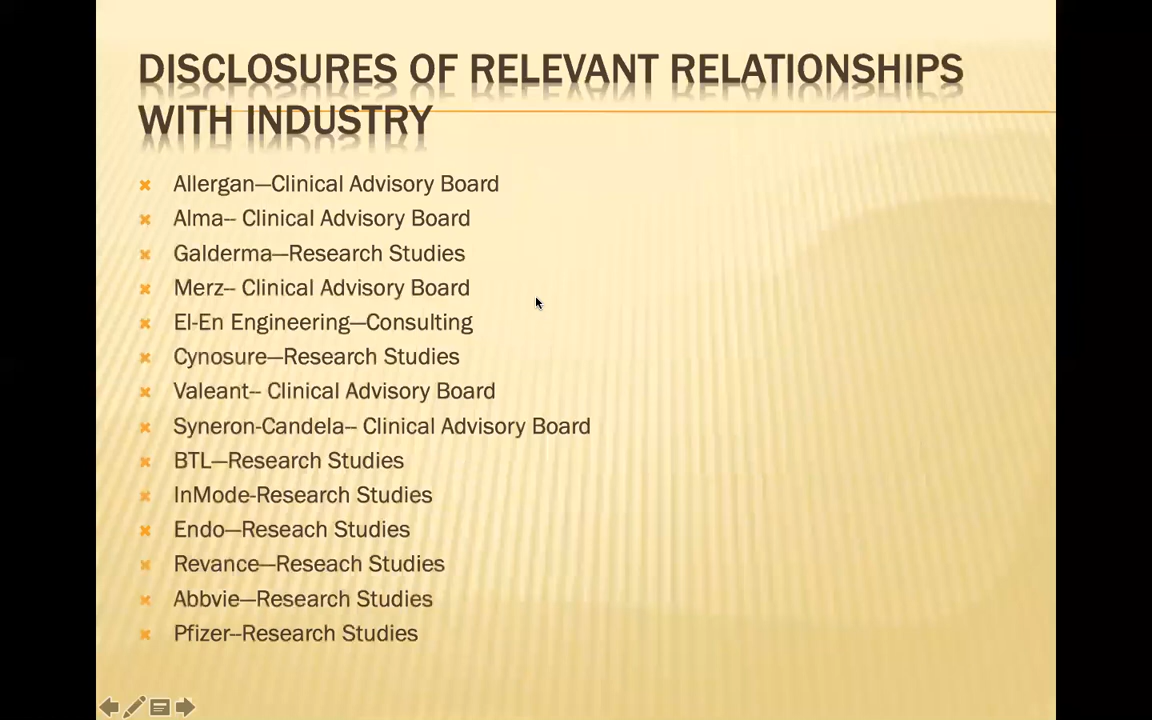 DISCLOSURES OF RELEVANT RELATIONSHIPS
WITH INDUSTRY
Allergan—Clinical Advisory Board
Alma-- Clinical Advisory Board
Galderma—Research Studies
Merz-- Clinical Advisory Board
El-En Engineering—Consulting
Cynosure—Research Studies
Valeant-- Clinical Advisory Board
Syneron-Candela-- Clinical Advisory Board
BTL—Research Studies
InMode-Research Studies
Endo—Reseach Studies
Revance—Reseach Studies
Abbvie—Research Studies
Pfizer--Research Studies